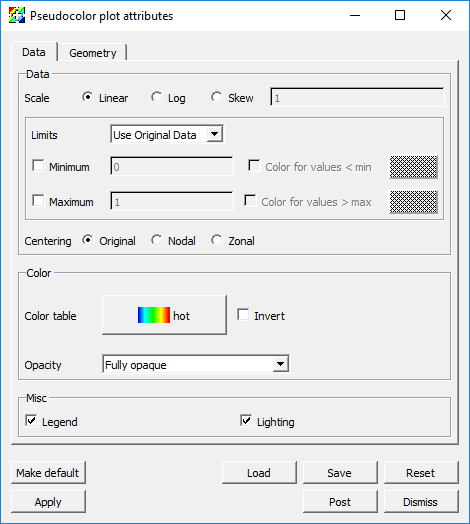 Pseudocolor plot attributes
Data Geometry
Data
Scale Linear Log Skew 1
Limits Use Original Data
Minimum 0 Color for values < min
Maximum 1 Color for values > max
Centering Original Nodal Zonal
Color
Color table hot Invert
Opacity Fully opaque
Misc
Legend Lighting
Make default Load Save Reset
Apply Post Dismiss